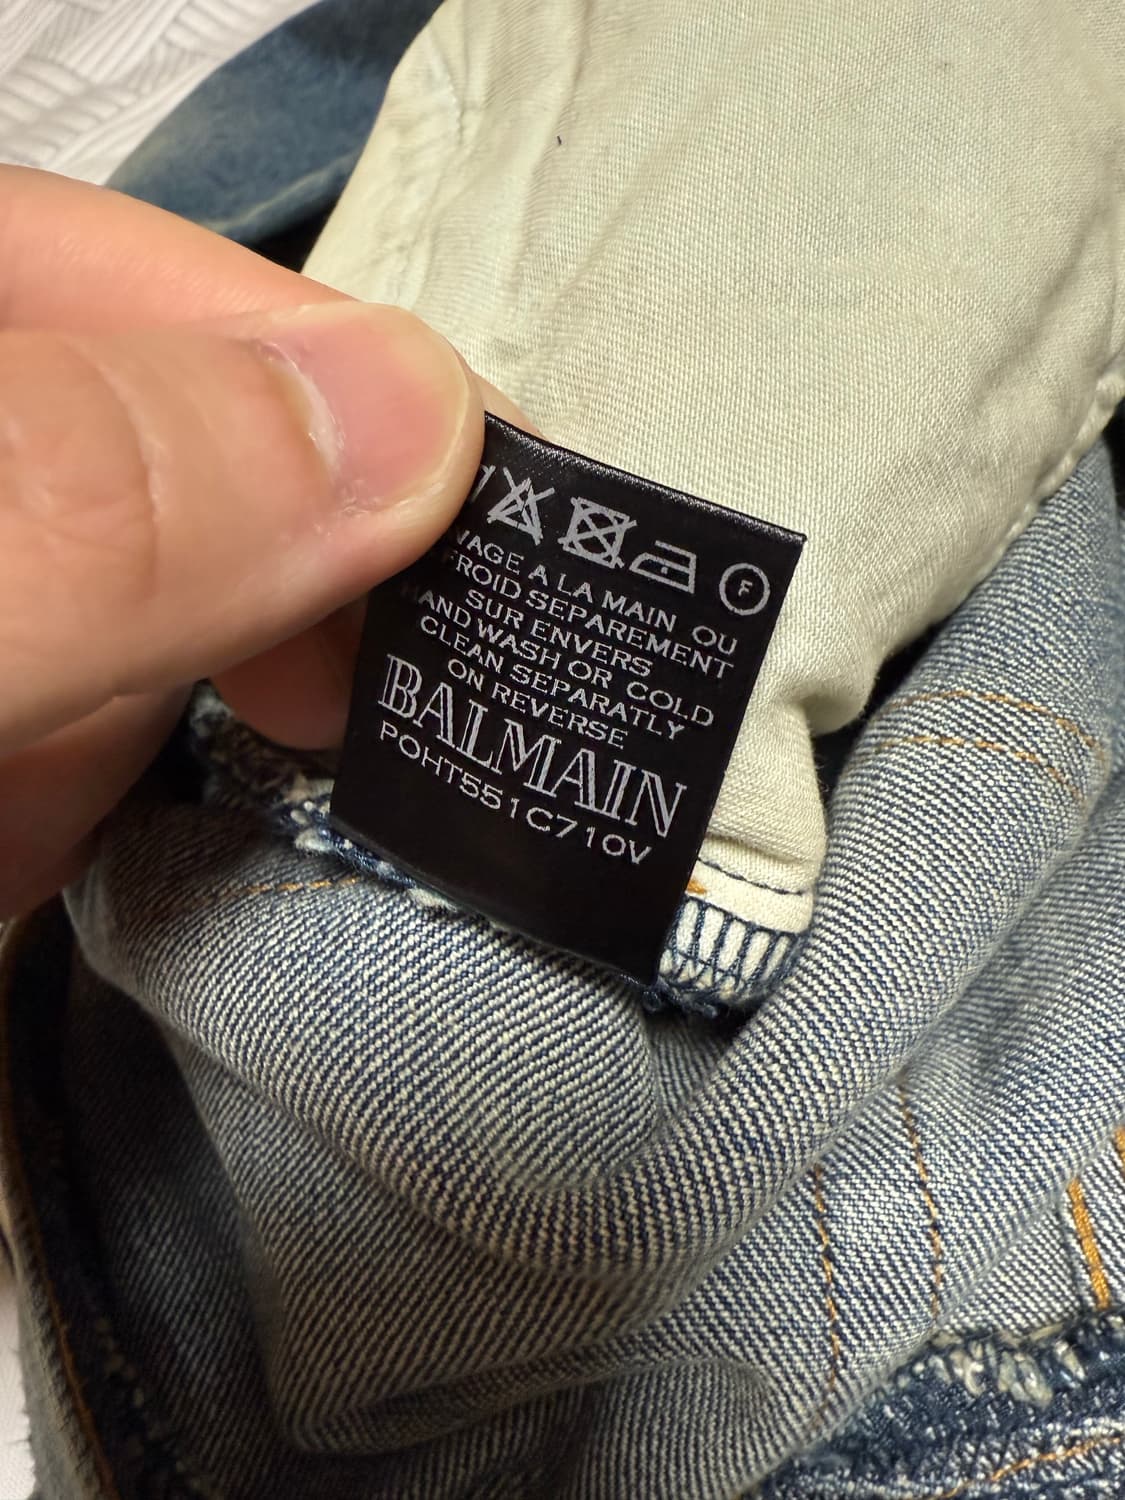 F
VAGE A LA MAIN OU
FROID SEPAREMENT
SUR ENVERS
HAND WASH OR COLD
CLEAN SEPARATLY
ON REVERSE
BALMAIN
POHT551C710V